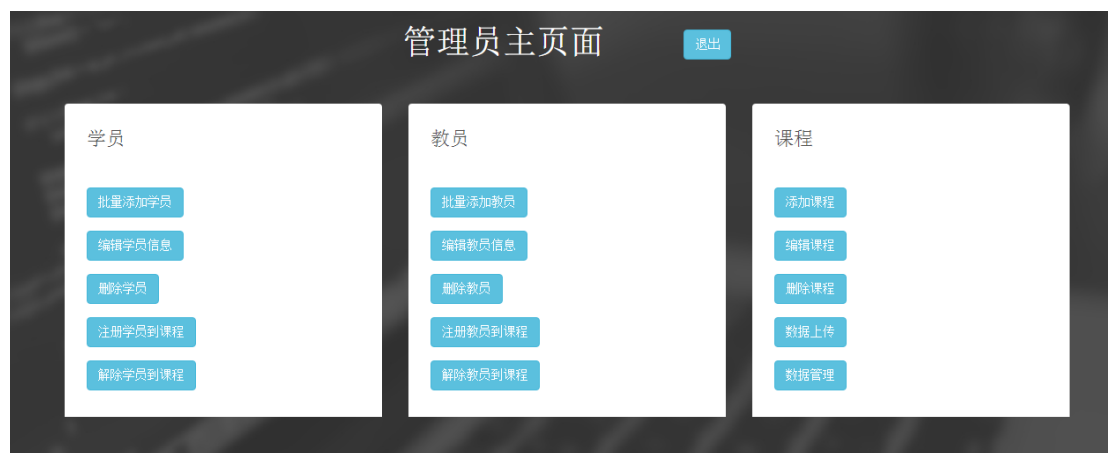 管理员主页面 退出
学员
批量添加学员
编辑学员信息
删除学员
注册学员到课程
解除学员到课程
教员
批量添加教员
编辑教员信息
删除教员
注册教员到课程
解除教员到课程
课程
添加课程
编辑课程
删除课程
数据上传
数据管理